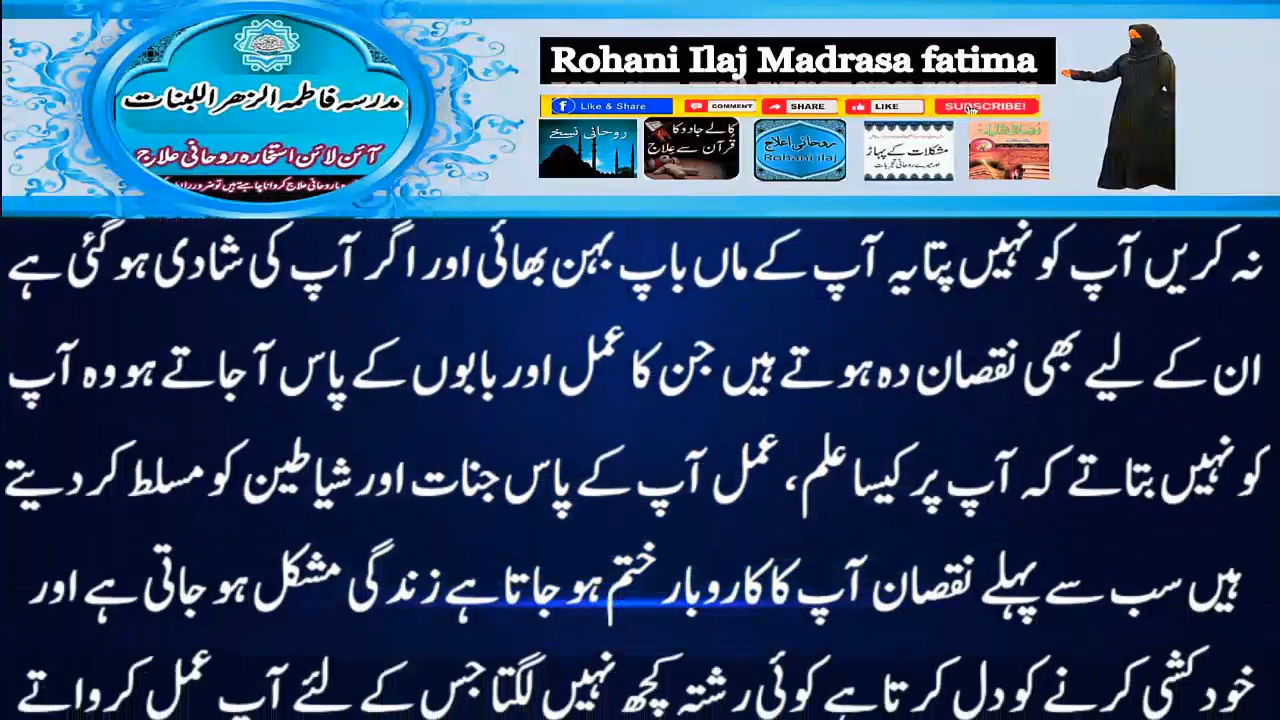 مدرسہ فاطمہ الزھرا للبنات
آئن لائن استخارہ روحانی علاج
Rohani Ilaj Madrasa fatima
Like & Share
COMMENT
SHARE
LIKE
SUBSCRIBE!
روحانی نسخے
کالے جادو کا
قرآن سے علاج
روحانی علاج
Rohani ilaj
مشکلات کے پہاڑ
نہ کریں آپ کو نہیں پتا یہ آپ کے ماں باپ بہن بھائی اور اگر آپ کی شادی ہو گئی ہے
ان کے لیے بھی نقصان دہ ہوتے ہیں جن کا عمل اور بابوں کے پاس آ جاتے ہو وہ آپ
کو نہیں بتاتے کہ آپ پر کیسا علم، عمل آپ کے پاس جنات اور شیاطین کو مسلط کر دیتے
ہیں سب سے پہلے نقصان آپ کا کاروبار ختم ہو جاتا ہے زندگی مشکل ہو جاتی ہے اور
خود کشی کرنے کو دل کرتا ہے کوئی رشتہ کچھ نہیں لگتا جس کے لئے آپ عمل کرواتے